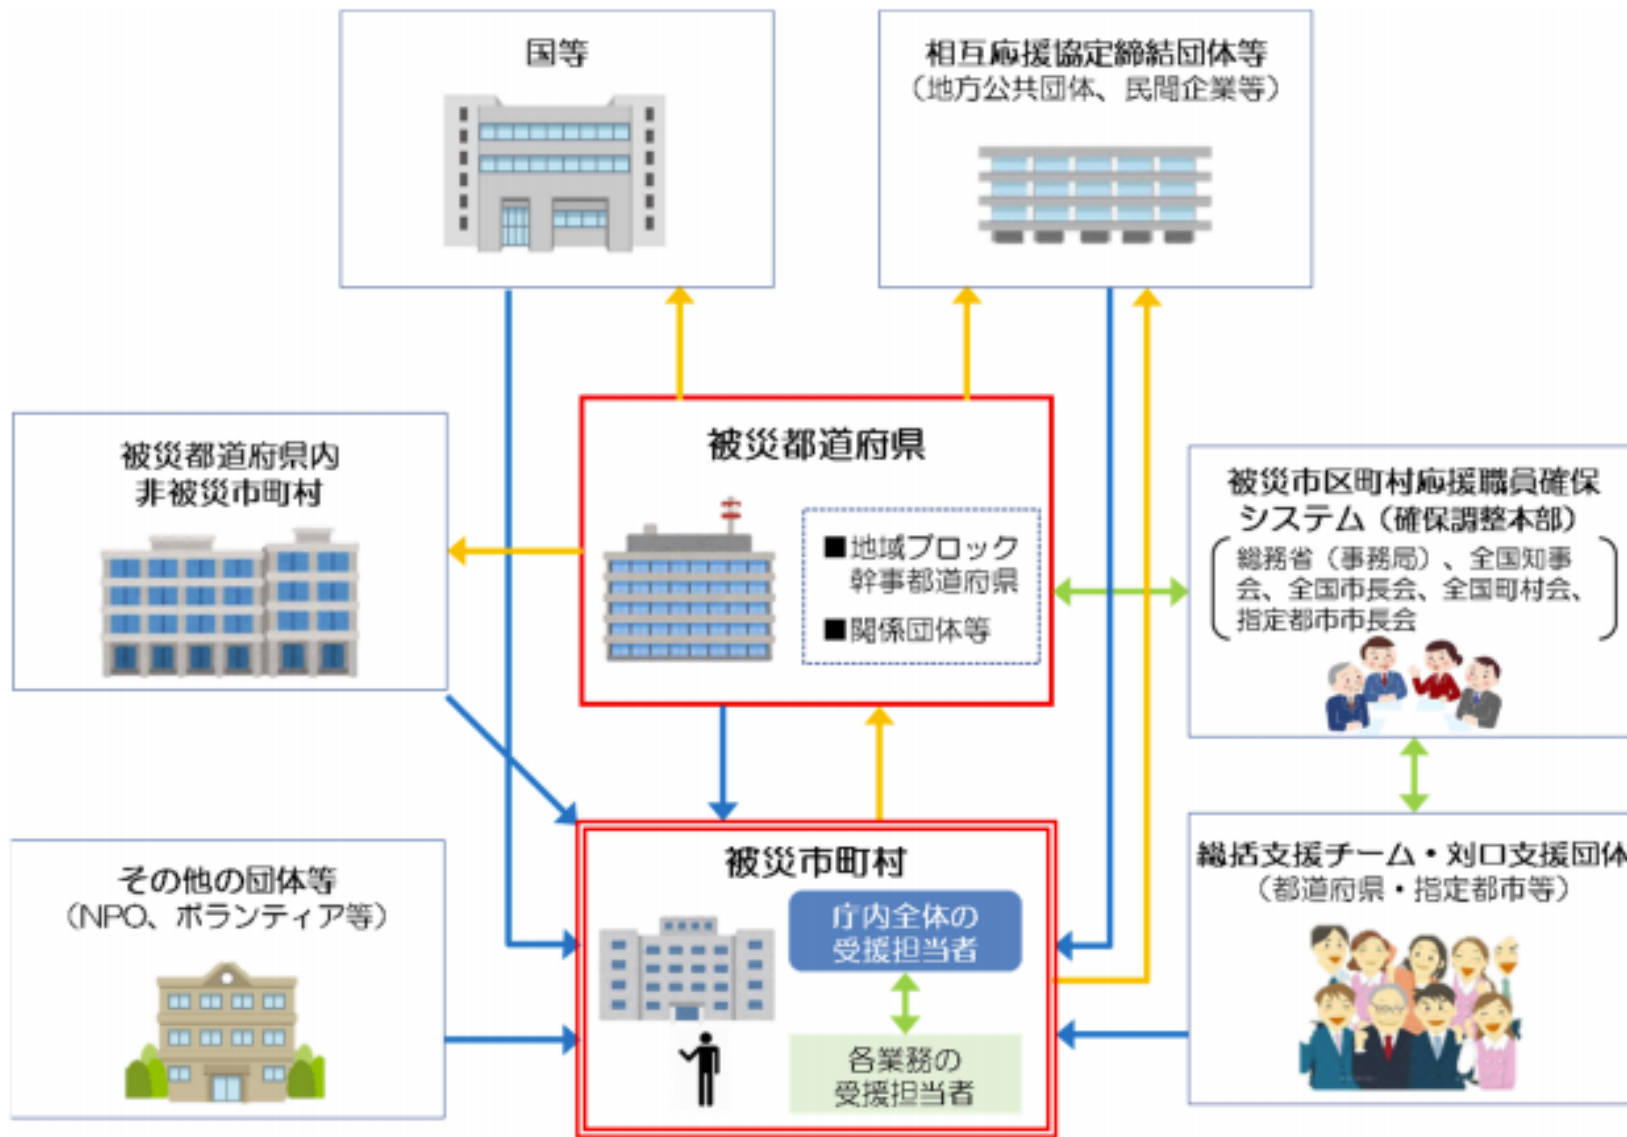 国等
相互応援協定締結団体等
（地方公共団体、民間企業等）
被災都道府県内
非被災市町村
被災都道府県
■地域ブロック
幹事都道府県
■関係団体等
被災市区町村応援職員確保
システム（確保調整本部）
総務省（事務局）、全国知事
会、全国市長会、全国町村会、
指定都市市長会
その他の団体等
（NPO、ボランティア等）
被災市町村
庁内全体の
受援担当者
各業務の
受援担当者
総括支援チーム・対口支援団体
（都道府県・指定都市等）